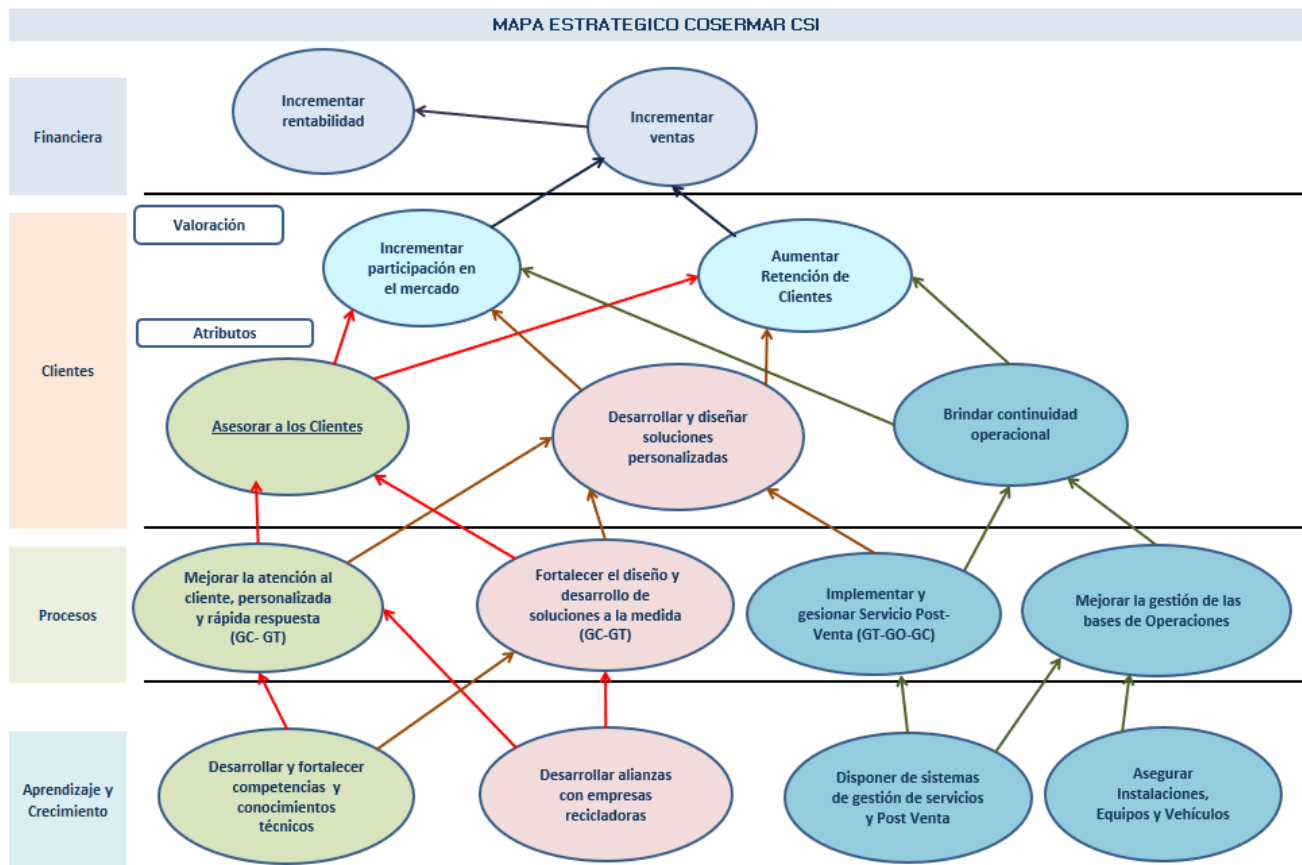 MAPA ESTRATEGICO COSERMAR CSI
Financiera
Incrementar
rentabilidad
Incrementar
ventas
Clientes
Valoración
Incrementar
participación en
el mercado
Aumentar
Retención de
Clientes
Atributos
Asesorar a los Clientes
Desarrollar y diseñar
soluciones
personalizadas
Brindar continuidad
operacional
Procesos
Mejorar la atención al
cliente, personalizada
y rápida respuesta
(GC- GT)
Fortalecer el diseño y
desarrollo de
soluciones a la medida
(GC-GT)
Implementar y
gesionar Servicio Post-
Venta (GT-GO-GC)
Mejorar la gestión de las
bases de Operaciones
Aprendizaje y
Crecimiento
Desarrollar y fortalecer
competencias y
conocimientos
técnicos
Desarrollar alianzas
con empresas
recicladoras
Disponer de sistemas
de gestión de servicios
y Post Venta
Asegurar
Instalaciones,
Equipos y Vehículos